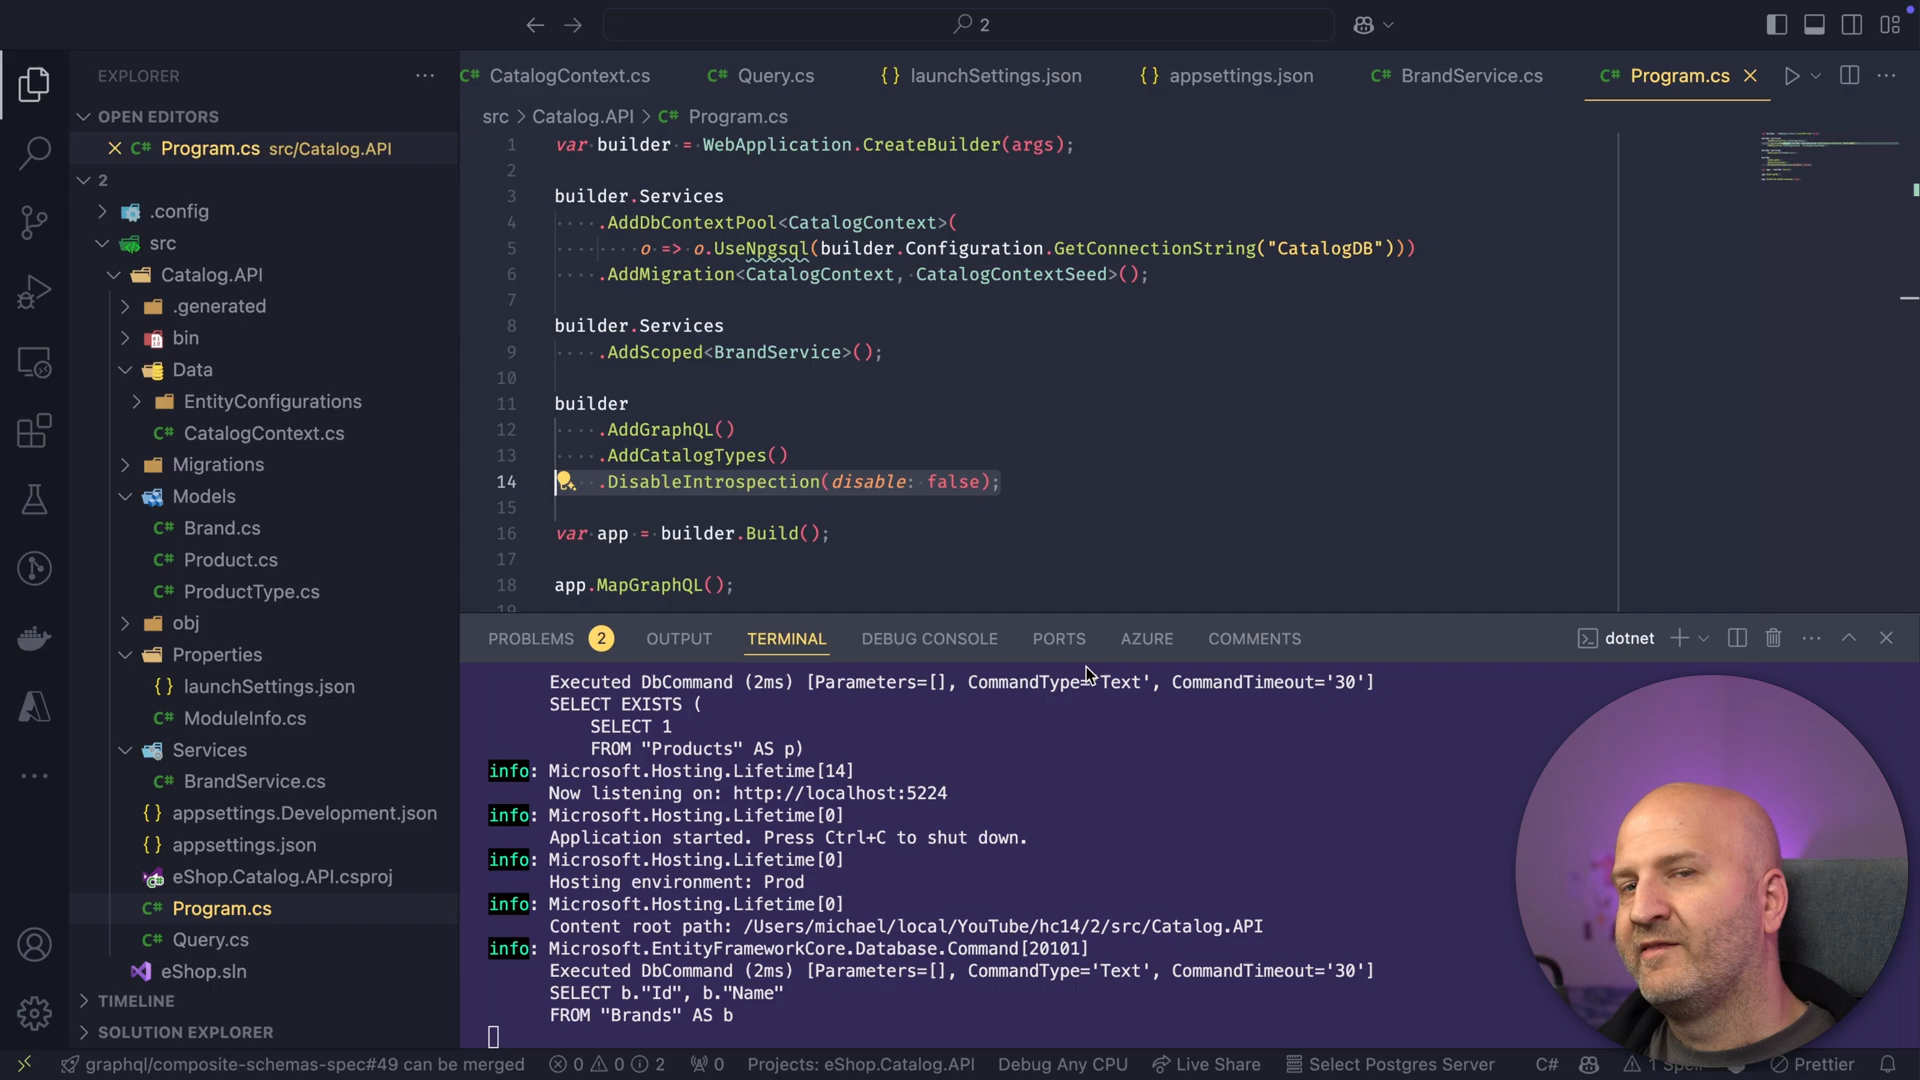 2
EXPLORER
OPEN EDITORS
Program.cs src/Catalog.API
2
.config
src
Catalog.API
.generated
bin
Data
EntityConfigurations
C# CatalogContext.cs
Migrations
Models
C# Brand.cs
C# Product.cs
C# ProductType.cs
obj
Properties
{} launchSettings.json
C# ModuleInfo.cs
Services
C# BrandService.cs
{} appsettings.Development.json
{} appsettings.json
eShop.Catalog.API.csproj
C# Program.cs
C# Query.cs
eShop.sln
TIMELINE
SOLUTION EXPLORER
C# CatalogContext.cs C# Query.cs {} launchSettings.json {} appsettings.json C# BrandService.cs C# Program.cs
src > Catalog.API > C# Program.cs
1 var builder = WebApplication.CreateBuilder(args);
2
3 builder.Services
4 .AddDbContextPool<CatalogContext>(
5 o => o.UseNpgsql(builder.Configuration.GetConnectionString("CatalogDB")))
6 .AddMigration<CatalogContext, CatalogContextSeed>();
7
8 builder.Services
9 .AddScoped<BrandService>();
10
11 builder
12 .AddGraphQL()
13 .AddCatalogTypes()
14 .DisableIntrospection(disable: false);
15
16 var app = builder.Build();
17
18 app.MapGraphQL();
19
PROBLEMS 2 OUTPUT TERMINAL DEBUG CONSOLE PORTS AZURE COMMENTS dotnet
Executed DbCommand (2ms) [Parameters=[], CommandType='Text', CommandTimeout='30']
SELECT EXISTS (
SELECT 1
FROM "Products" AS p)
info: Microsoft.Hosting.Lifetime[14]
Now listening on: http://localhost:5224
info: Microsoft.Hosting.Lifetime[0]
Application started. Press Ctrl+C to shut down.
info: Microsoft.Hosting.Lifetime[0]
Hosting environment: Prod
info: Microsoft.Hosting.Lifetime[0]
Content root path: /Users/michael/local/YouTube/hc14/2/src/Catalog.API
info: Microsoft.EntityFrameworkCore.Database.Command[20101]
Executed DbCommand (2ms) [Parameters=[], CommandType='Text', CommandTimeout='30']
SELECT b."Id", b."Name"
FROM "Brands" AS b
graphql/composite-schemas-spec#49 can be merged 0 0 2 0 Projects: eShop.Catalog.API Debug Any CPU Live Share Select Postgres Server C# 1 Spell Prettier